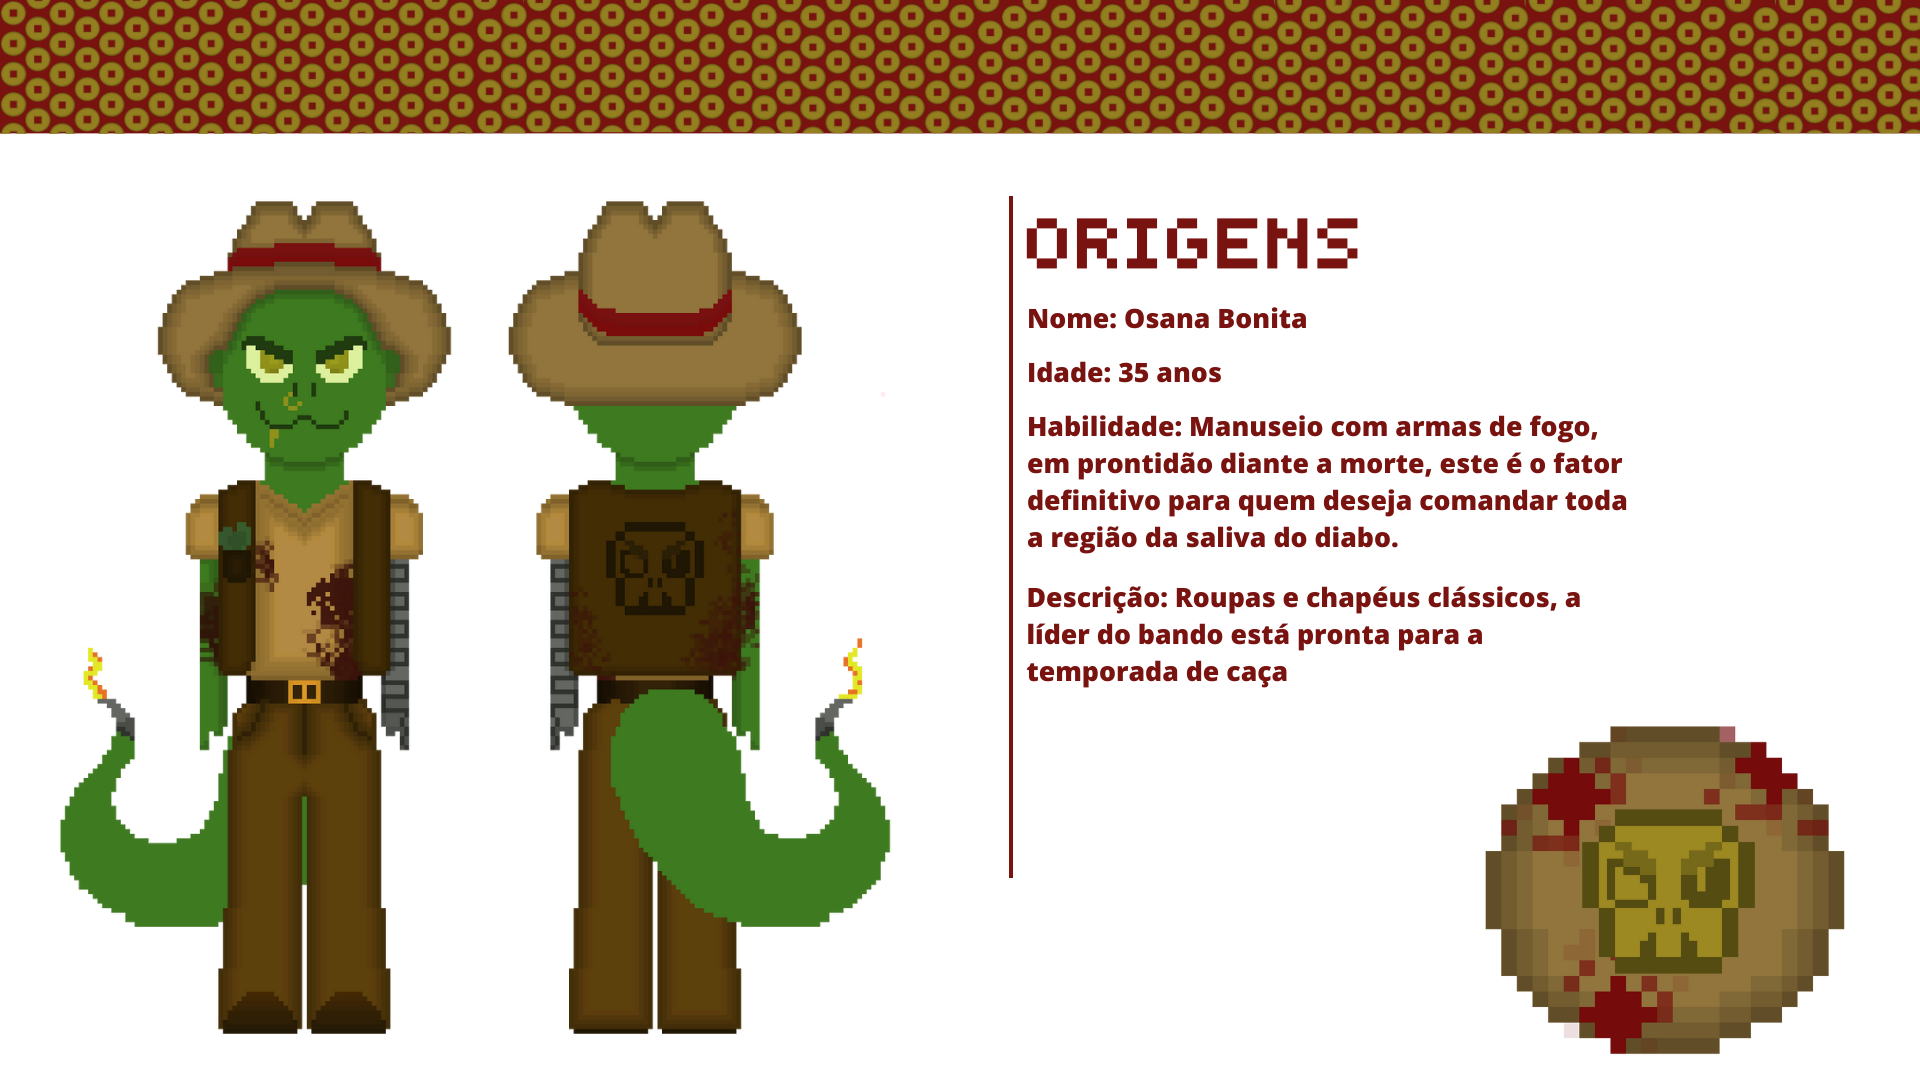 ORIGENS
Nome: Osana Bonita
Idade: 35 anos
Habilidade: Manuseio com armas de fogo,
em prontidão diante a morte, este é o fator
definitivo para quem deseja comandar toda
a região da saliva do diabo.
Descrição: Roupas e chapéus clássicos, a
líder do bando está pronta para a
temporada de caça